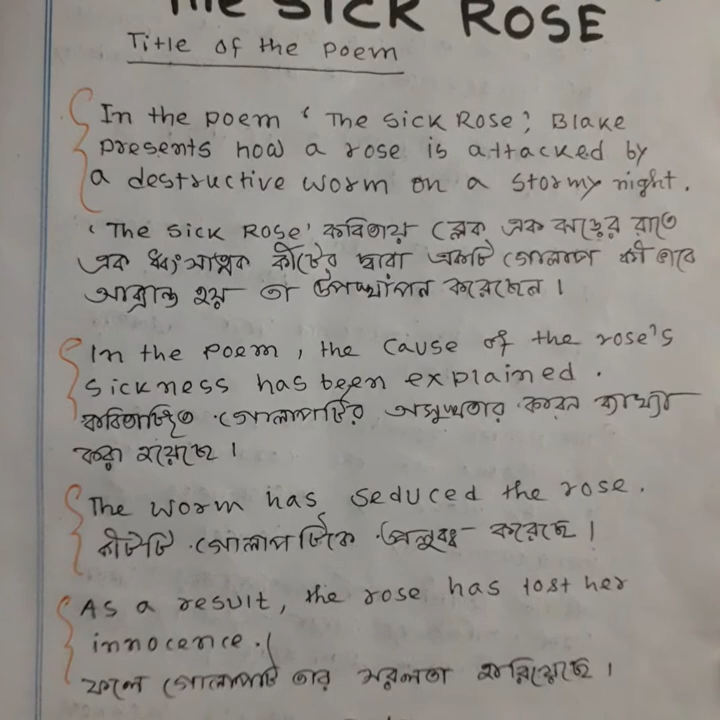 The SICK ROSE
Title of the Poem
In the poem ‘The Sick Rose’, Blake
presents how a rose is attacked by
a destructive worm on a stormy night.
‘The Sick Rose’ কবিতায় ব্লেক এক ঝড়ের রাতে
এক ধ্বংসাত্মক কীটের দ্বারা একটি গোলাপ কী ভাবে
আক্রান্ত হয় তা উপস্থাপন করেছেন।
In the poem, the cause of the rose's
sickness has been explained.
কবিতাটিতে গোলাপটির অসুস্থতার কারন ব্যাখ্যা
করা হয়েছে।
The worm has seduced the rose.
কীটটি গোলাপটিকে প্রলুব্ধ করেছে।
As a result, the rose has lost her
innocence.
ফলে গোলাপটি তার সরলতা হারিয়েছে।